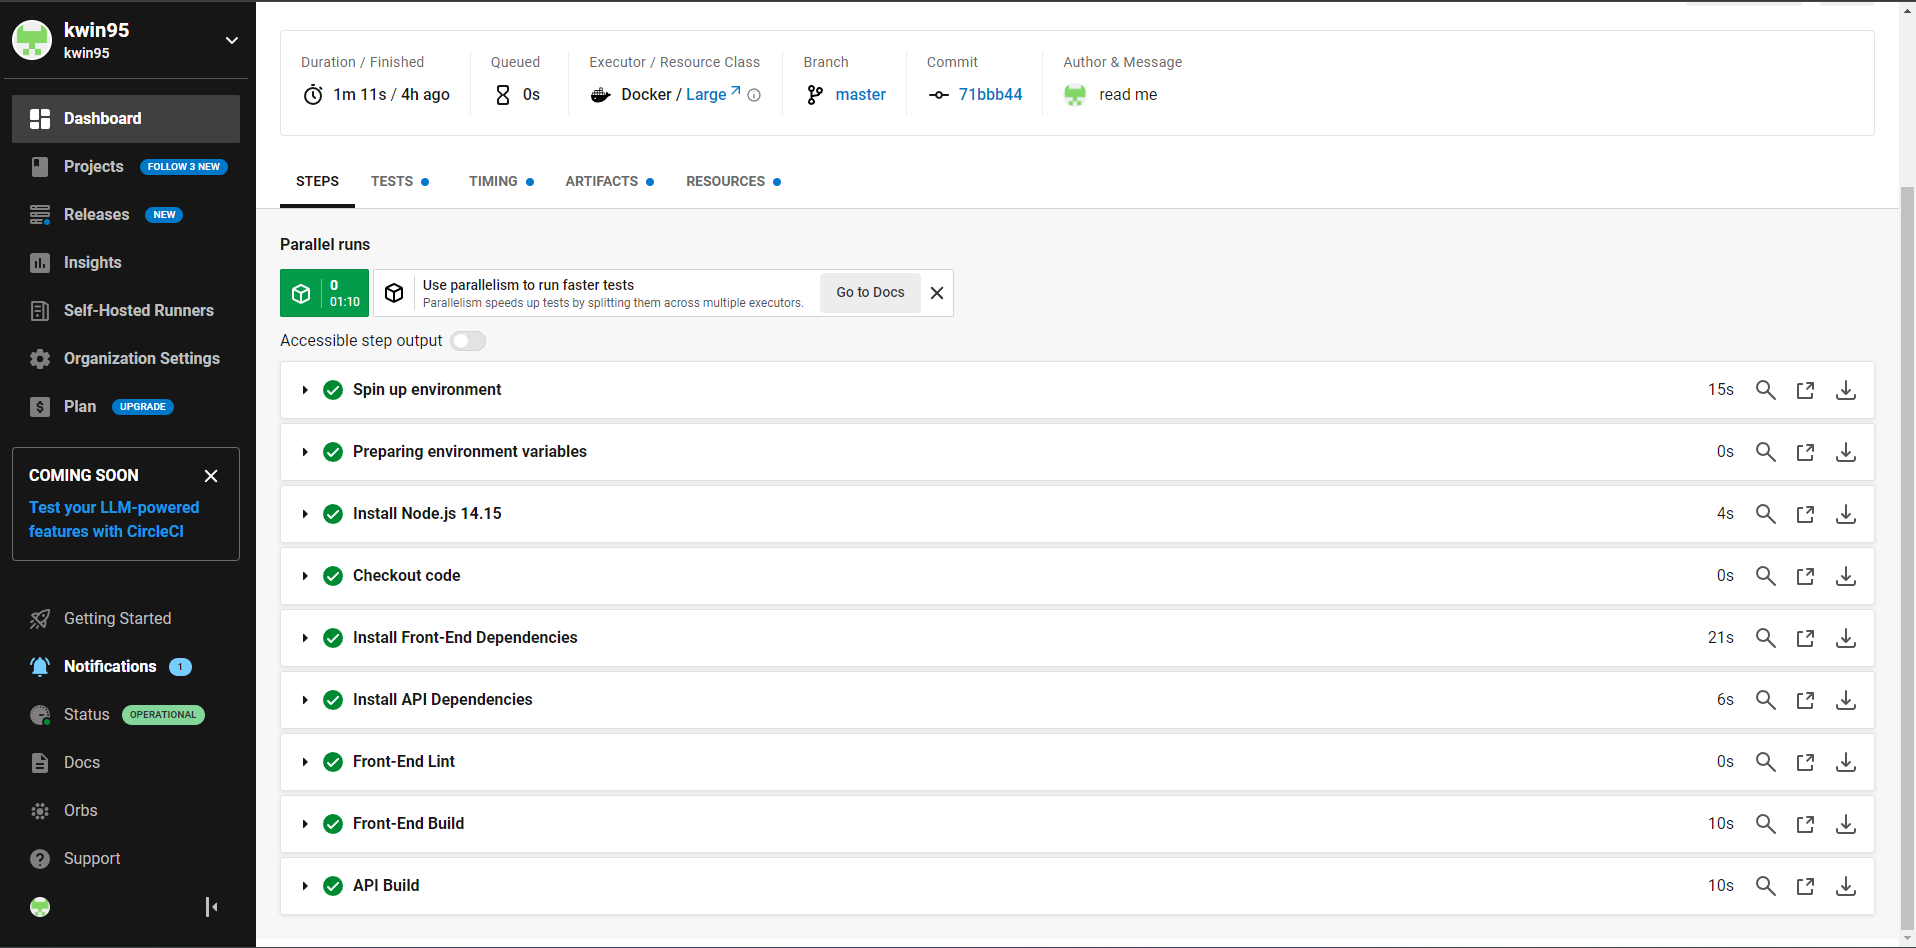 kwin95
kwin95
Dashboard
Projects FOLLOW 3 NEW
Releases NEW
Insights
Self-Hosted Runners
Organization Settings
Plan UPGRADE
COMING SOON
Test your LLM-powered
features with CircleCI
Getting Started
Notifications 1
Status OPERATIONAL
Docs
Orbs
Support
Duration / Finished
1m 11s / 4h ago
Queued
0s
Executor / Resource Class
Docker / Large
Branch
master
Commit
71bbb44
Author & Message
read me
STEPS TESTS TIMING ARTIFACTS RESOURCES
Parallel runs
0
01:10
Use parallelism to run faster tests
Parallelism speeds up tests by splitting them across multiple executors.
Go to Docs
Accessible step output
Spin up environment 15s
Preparing environment variables 0s
Install Node.js 14.15 4s
Checkout code 0s
Install Front-End Dependencies 21s
Install API Dependencies 6s
Front-End Lint 0s
Front-End Build 10s
API Build 10s